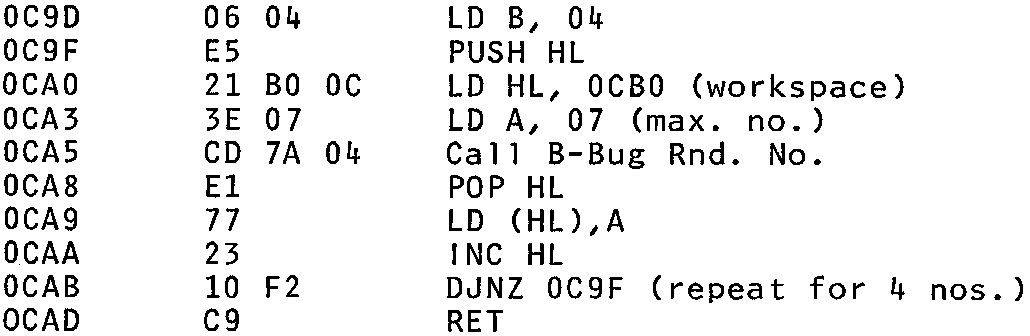 0C9D 06 04 LD B, 04
0C9F E5 PUSH HL
0CA0 21 B0 0C LD HL, 0CB0 (workspace)
0CA3 3E 07 LD A, 07 (max. no.)
0CA5 CD 7A 04 Call B-Bug Rnd. No.
0CA8 E1 POP HL
0CA9 77 LD (HL),A
0CAA 23 INC HL
0CAB 10 F2 DJNZ 0C9F (repeat for 4 nos.)
0CAD C9 RET